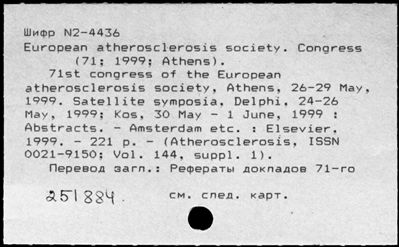 Шифр N2-4436
European atherosclerosis society. Congress
(71; 1999; Athens).
71st congress of the European
atherosclerosis society, Athens, 26-29 May,
1999. Satellite symposia, Delphi, 24-26
May, 1999; Kos, 30 May - 1 June, 1999 :
Abstracts. - Amsterdam etc. : Elsevier,
1999. - 221 p. - (Atherosclerosis, ISSN
0021-9150; Vol. 144, suppl. 1).
Перевод загл.: Рефераты докладов 71-го
251884. см. след. карт.